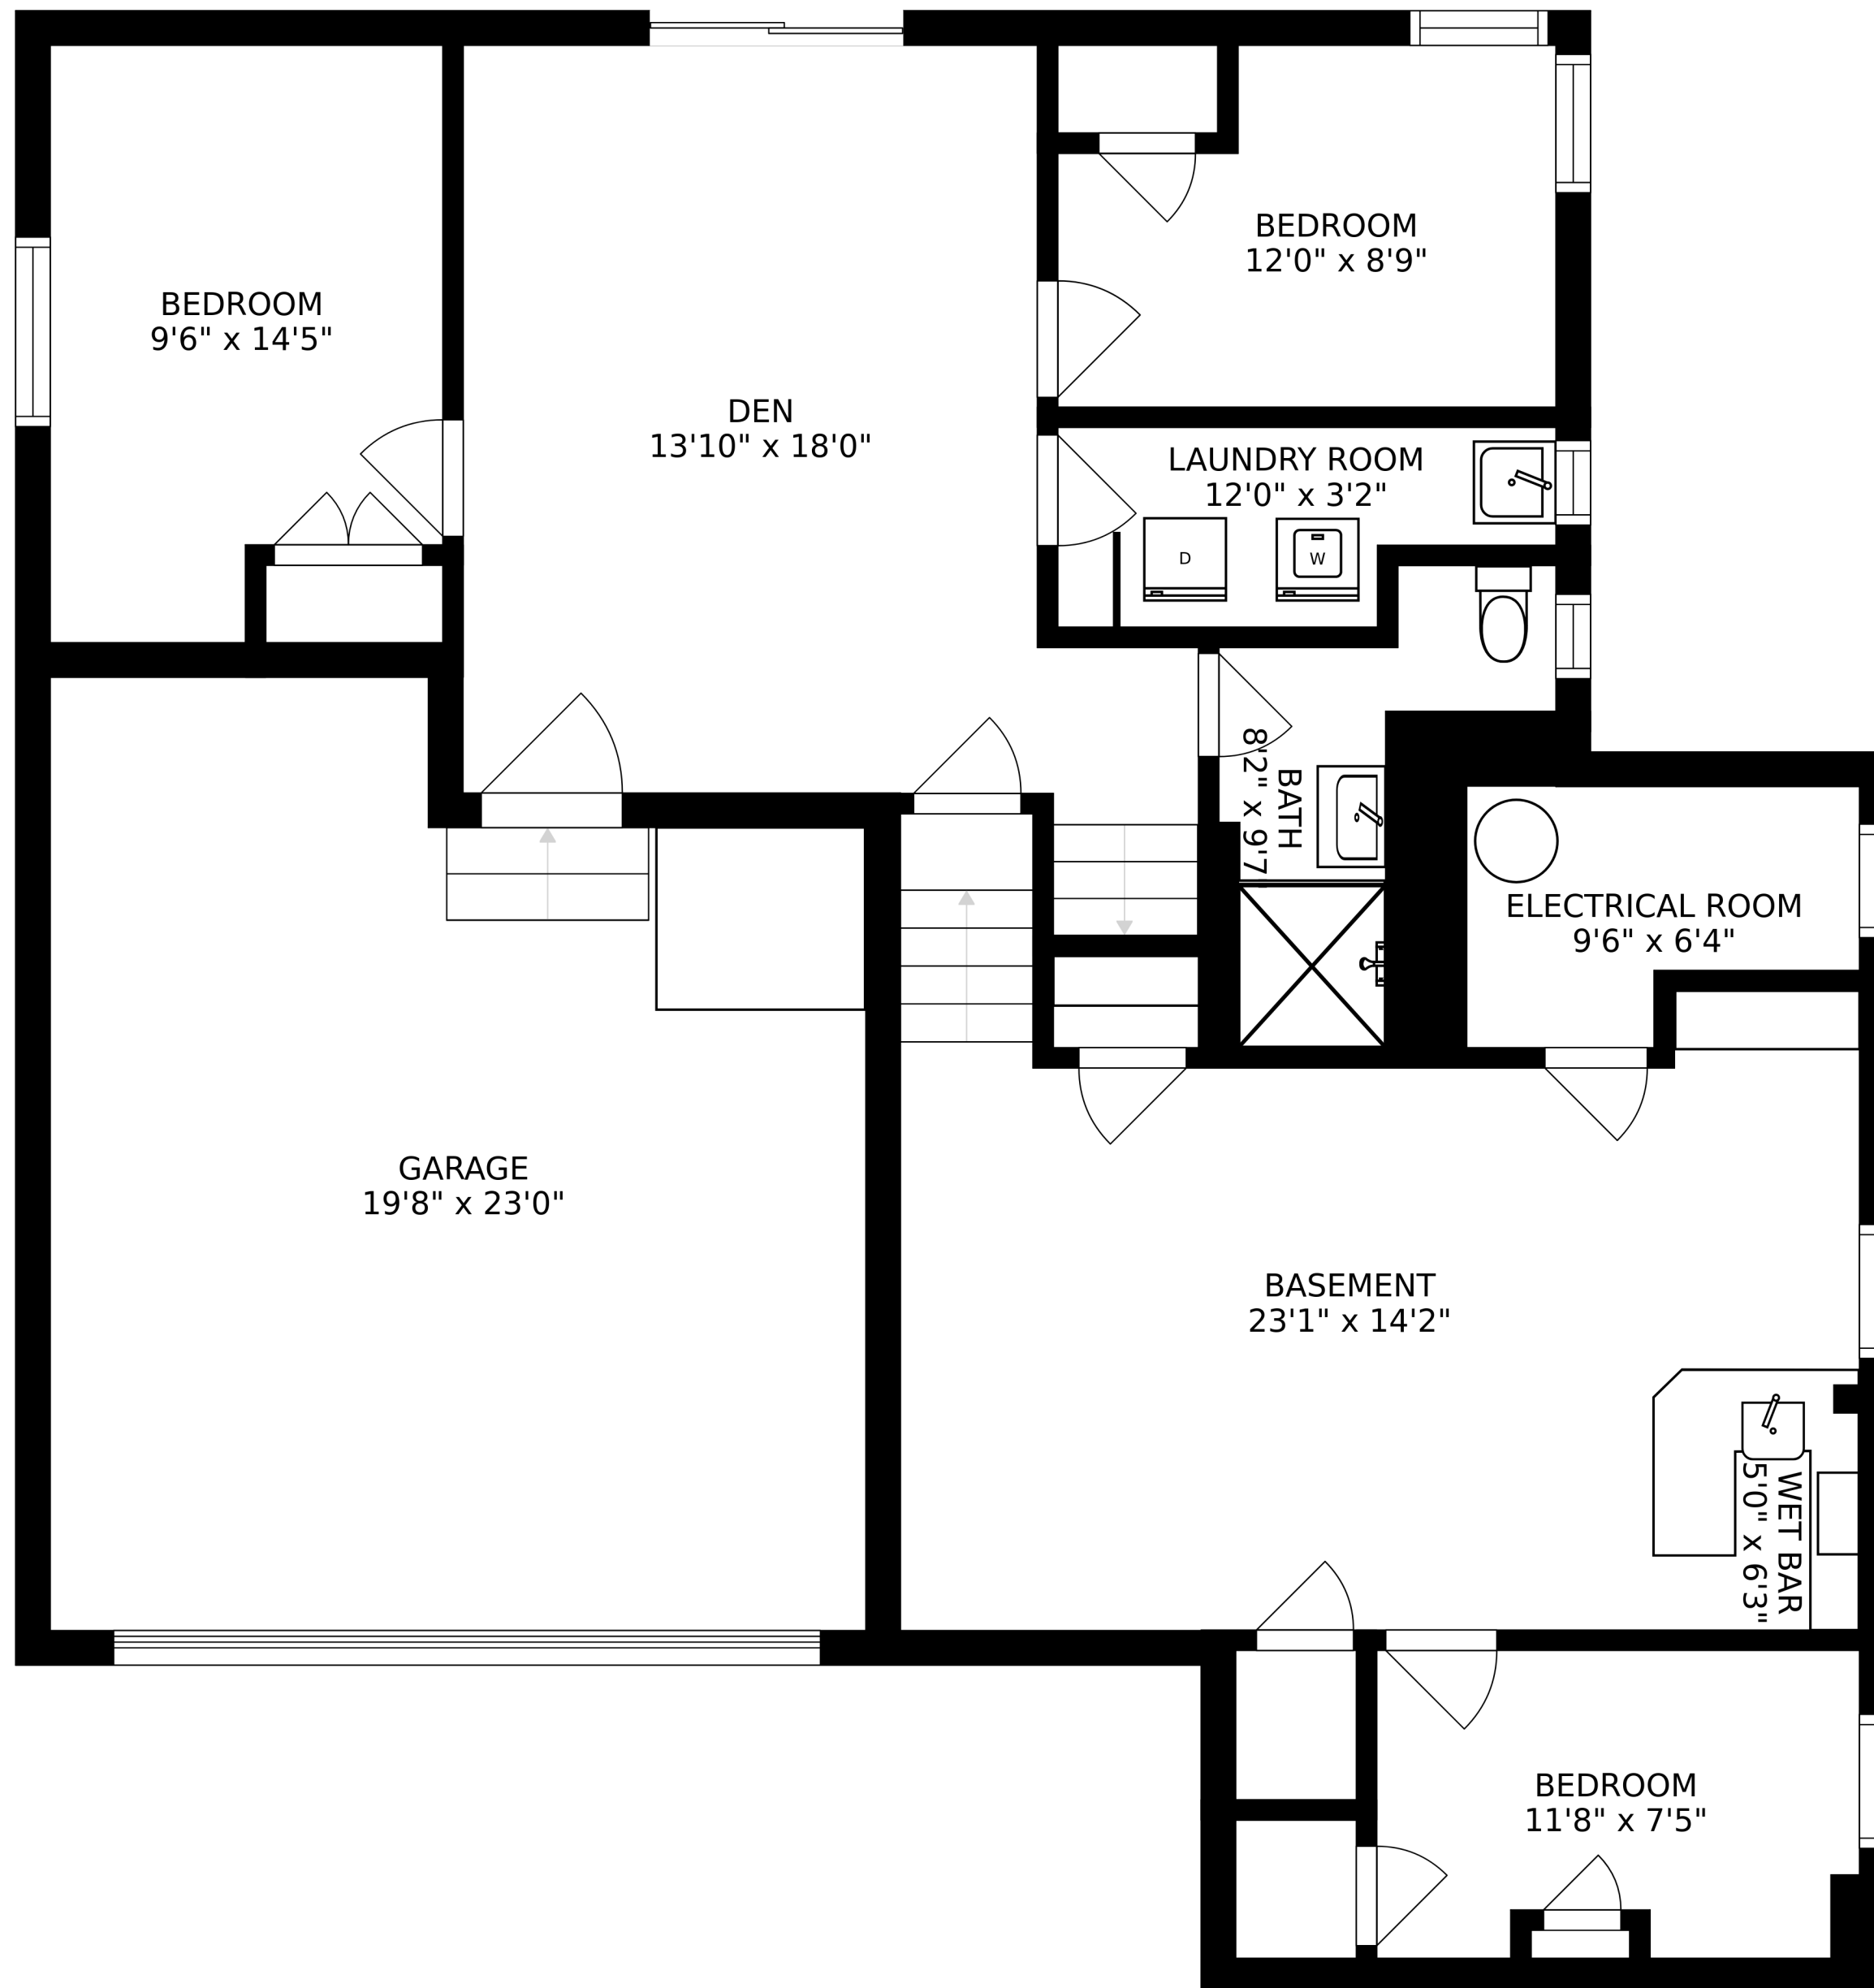 BEDROOM
12'0" x 8'9"
BEDROOM
9'6" x 14'5"
DEN
13'10" x 18'0"
LAUNDRY ROOM
12'0" x 3'2"
D
W
BATH
8'2" x 9'7"
ELECTRICAL ROOM
9'6" x 6'4"
GARAGE
19'8" x 23'0"
BASEMENT
23'1" x 14'2"
WET BAR
5'0" x 6'3"
BEDROOM
11'8" x 7'5"